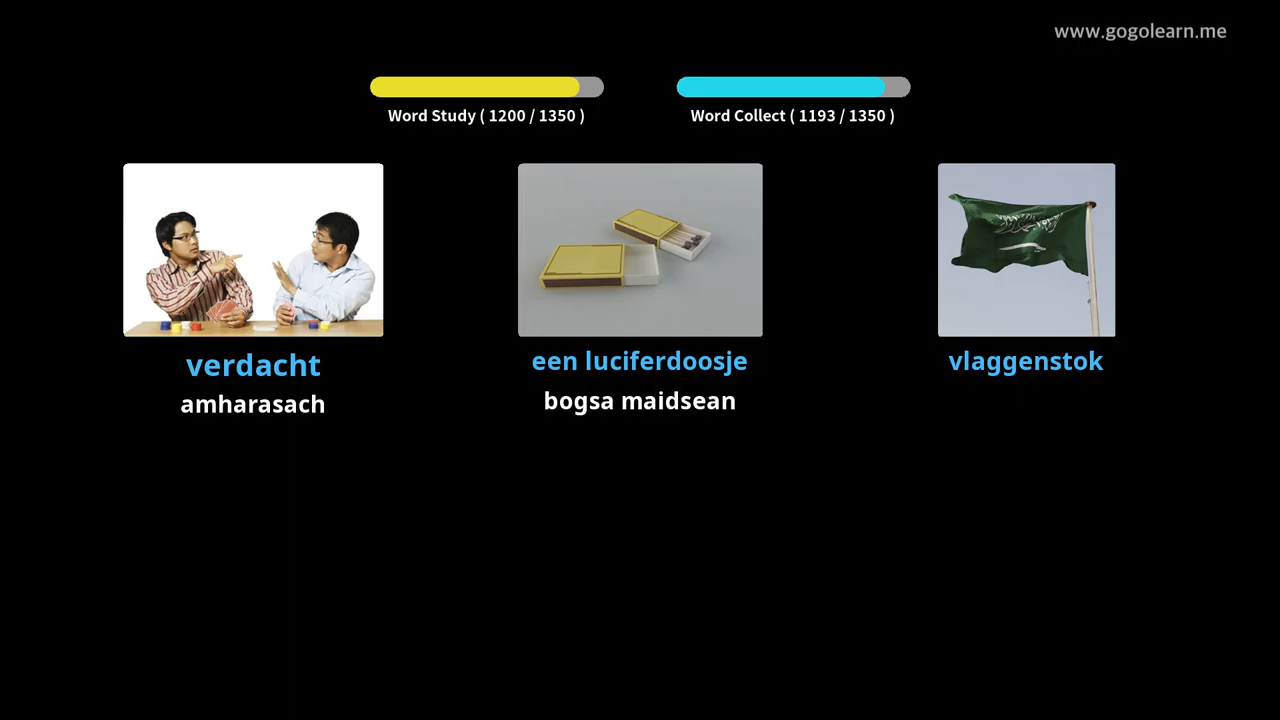 www.gogolearn.me
Word Study ( 1200 / 1350 )
Word Collect ( 1193 / 1350 )
verdacht
een luciferdoosje
vlaggenstok
amharasach
bogsa maidsean